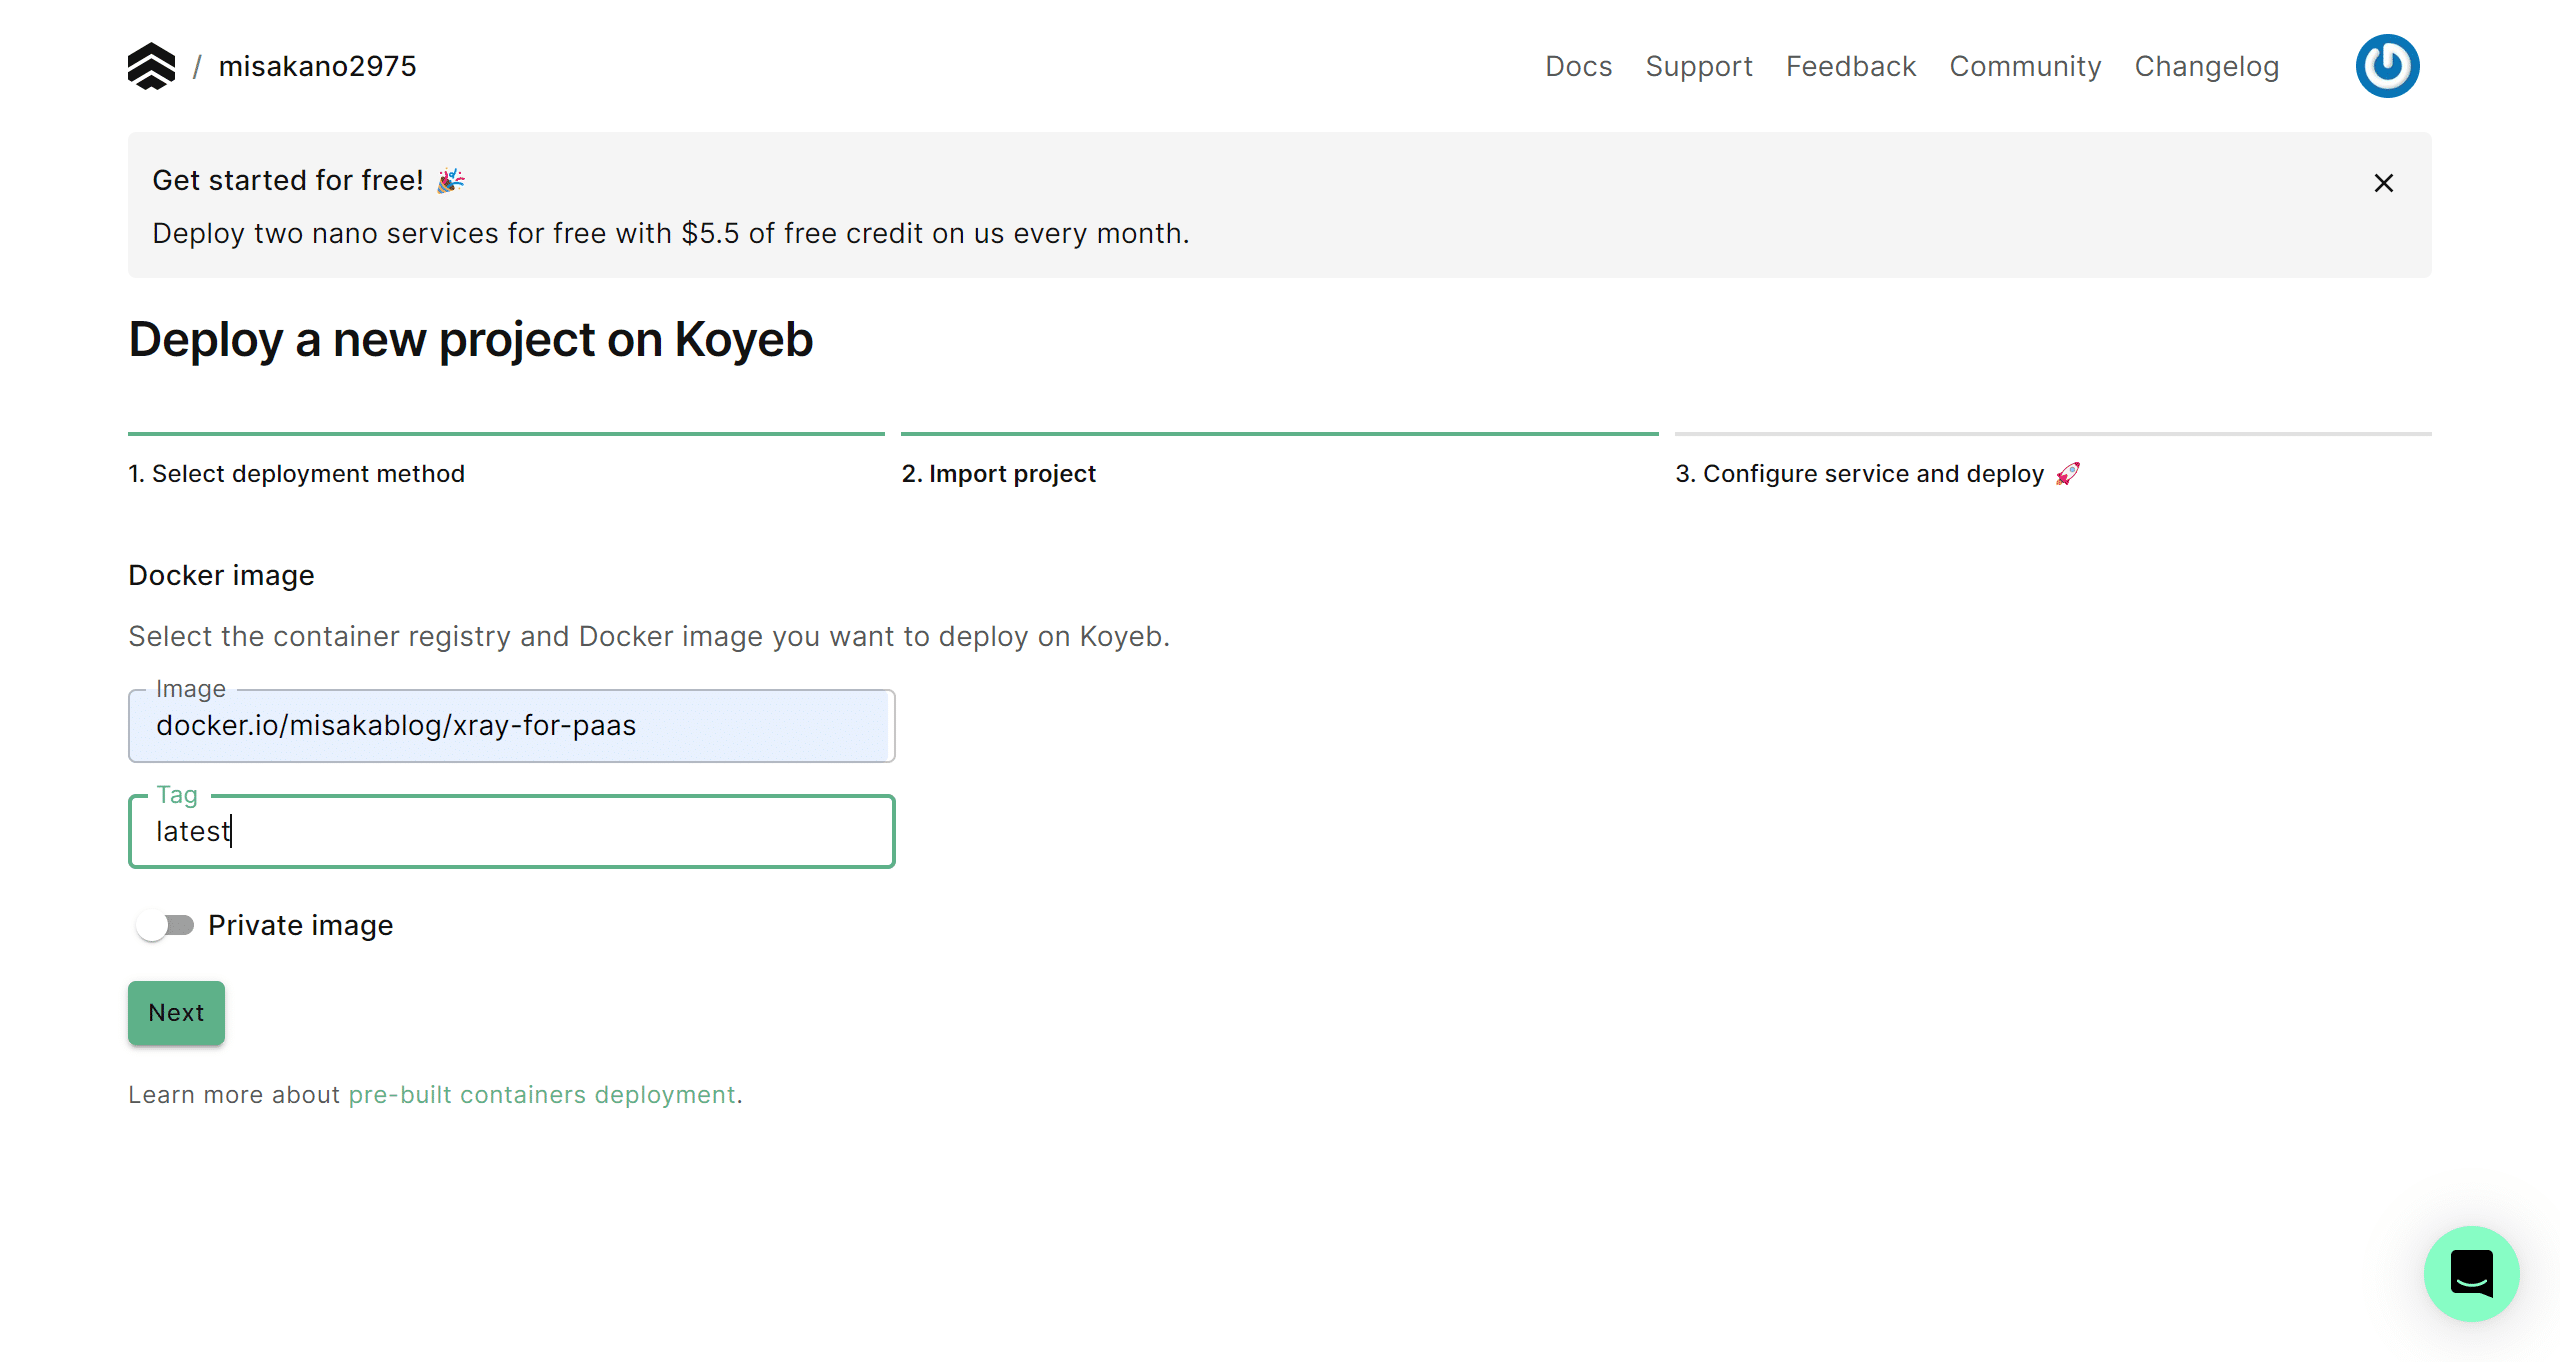 / misakano2975
Docs Support Feedback Community Changelog
Get started for free! 🎉
Deploy two nano services for free with $5.5 of free credit on us every month.
Deploy a new project on Koyeb
1. Select deployment method
2. Import project
3. Configure service and deploy 🚀
Docker image
Select the container registry and Docker image you want to deploy on Koyeb.
Image
docker.io/misakablog/xray-for-paas
Tag
latest
Private image
Next
Learn more about pre-built containers deployment.